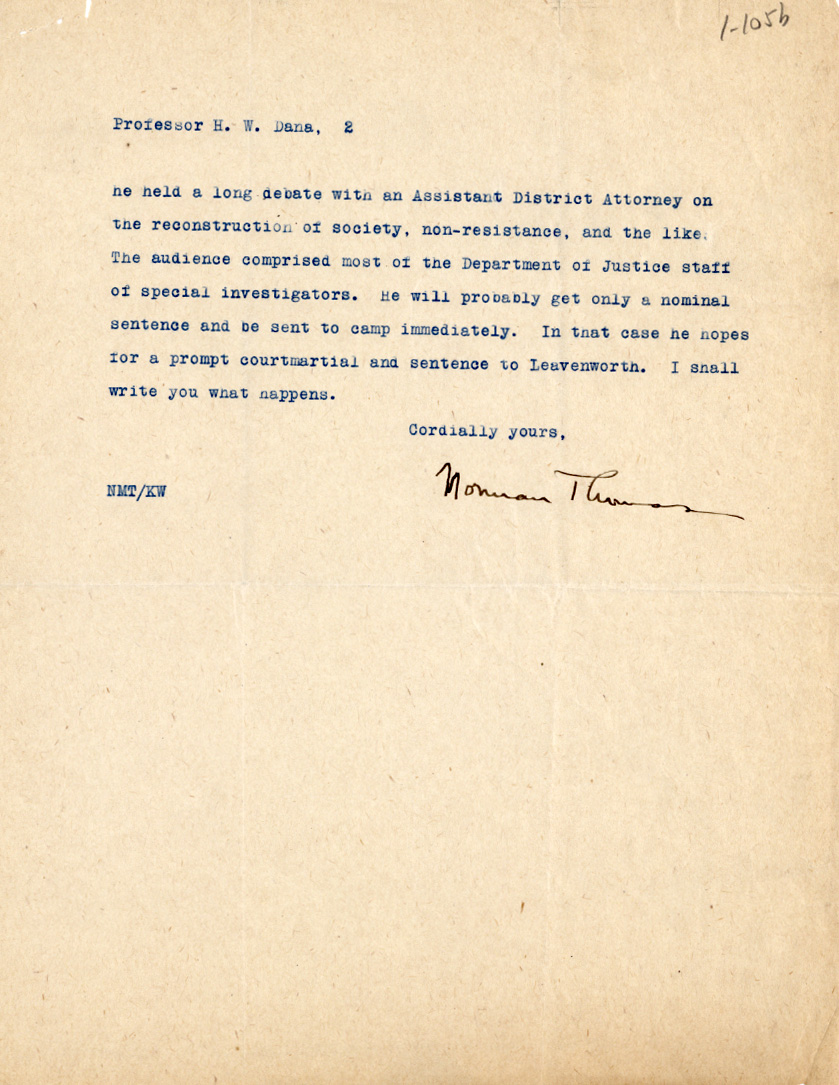 1-105b
Professor H. W. Dana, 2
he held a long debate with an Assistant District Attorney on
the reconstruction of society, non-resistance, and the like.
The audience comprised most of the Department of Justice staff
of special investigators. He will probably get only a nominal
sentence and be sent to camp immediately. In that case he hopes
for a prompt courtmartial and sentence to Leavenworth. I shall
write you what happens.
Cordially yours,
Norman Thomas
NMT/KW